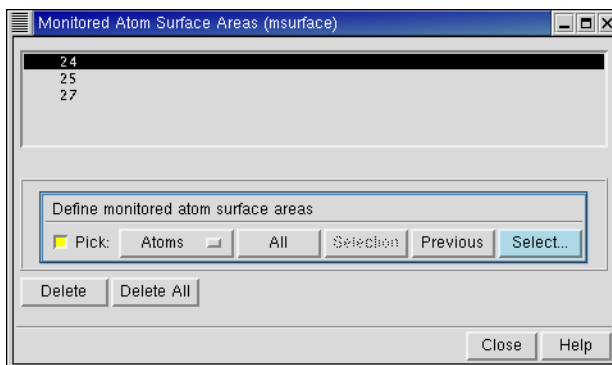 Monitored Atom Surface Areas (msurface)
24
25
27
Define monitored atom surface areas
Pick: Atoms All Selection Previous Select...
Delete Delete All
Close Help